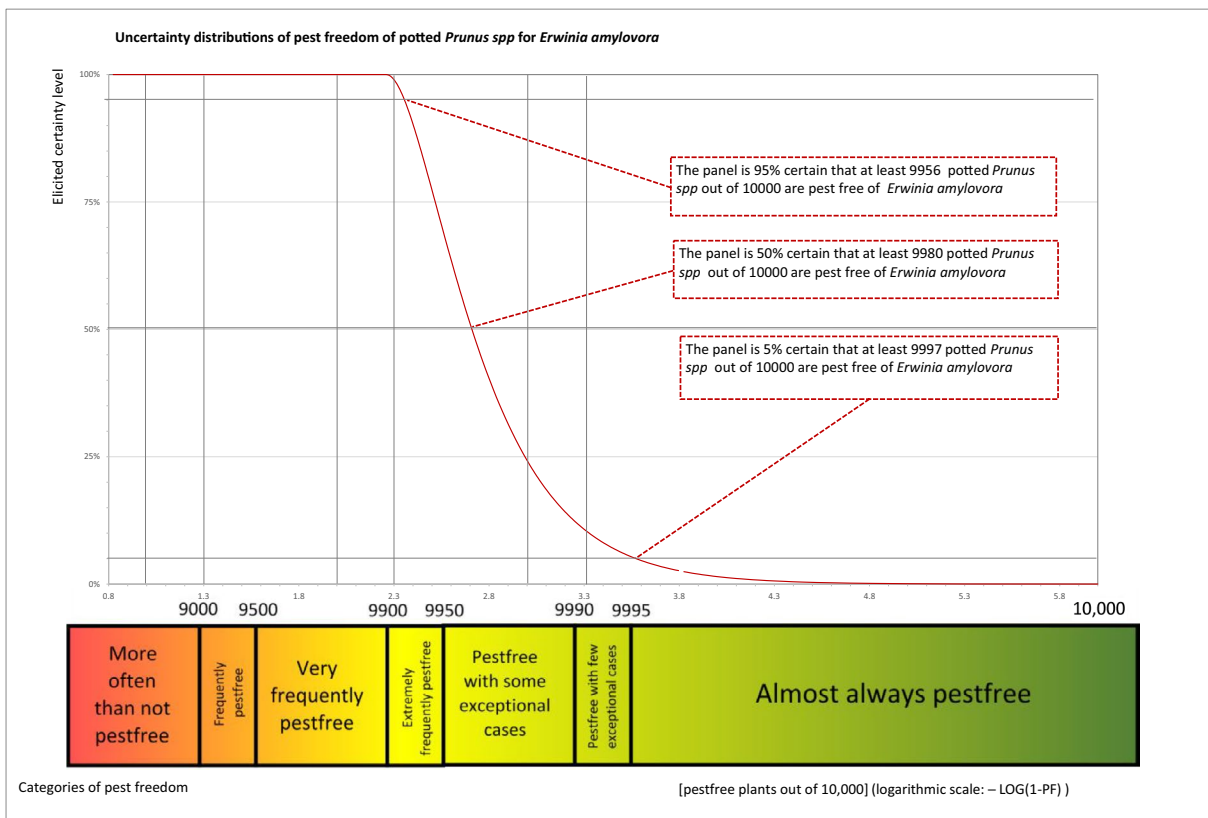 Uncertainty distributions of pest freedom of potted Prunus spp for Erwinia amylovora
Elicited certainty level
100%
75%
50%
25%
0%
The panel is 95% certain that at least 9956 potted Prunus
spp out of 10000 are pest free of Erwinia amylovora
The panel is 50% certain that at least 9980 potted Prunus
spp out of 10000 are pest free of Erwinia amylovora
The panel is 5% certain that at least 9997 potted Prunus
spp out of 10000 are pest free of Erwinia amylovora
0.8 1.3 1.8 2.3 2.8 3.3 3.8 4.3 4.8 5.3 5.8
9000 9500 9900 9950 9990 9995 10,000
More
often
than not
pestfree
Frequently
pestfree
Very
frequently
pestfree
Extremely
frequently pestfree
Pestfree
with some
exceptional
cases
Pestfree with few
exceptional cases
Almost always pestfree
Categories of pest freedom
[pestfree plants out of 10,000] (logarithmic scale: – LOG(1-PF) )